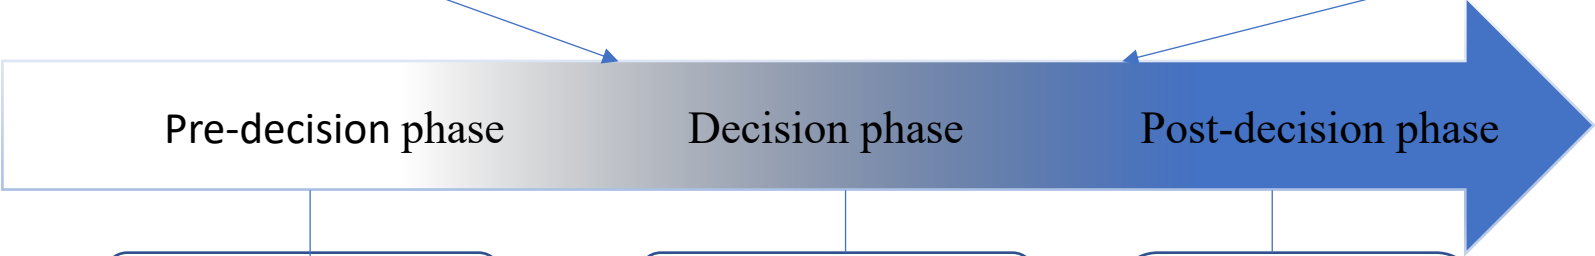 Pre-decision phase
Decision phase
Post-decision phase